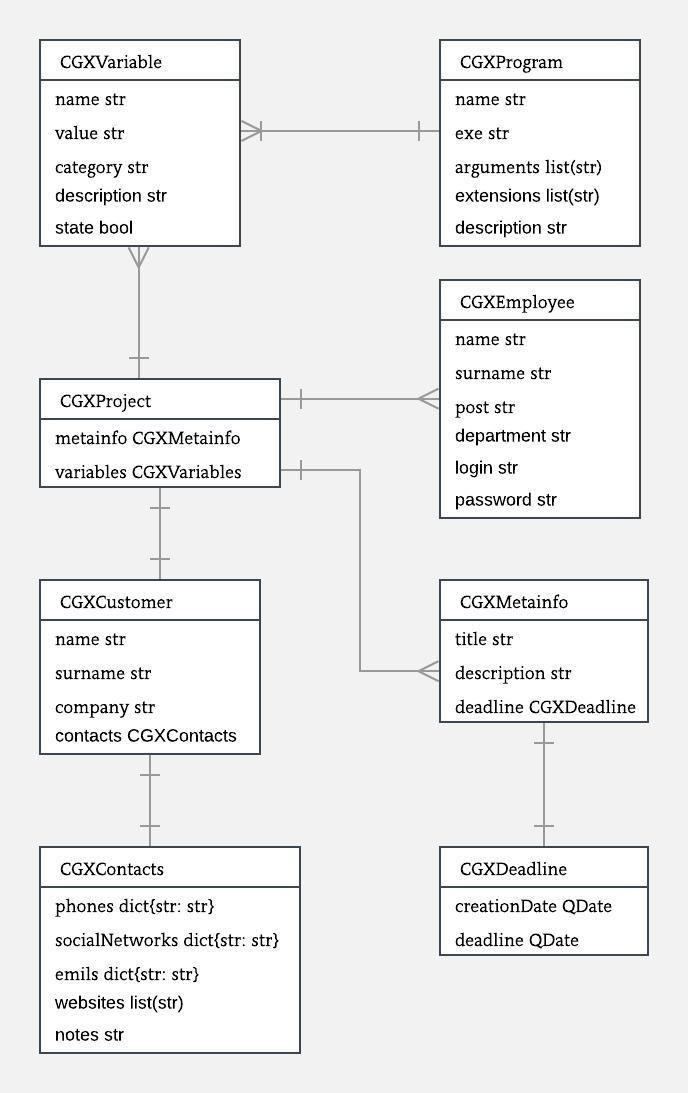 CGXVariable
name str
value str
category str
description str
state bool
CGXProgram
name str
exe str
arguments list(str)
extensions list(str)
description str
CGXEmployee
name str
surname str
post str
department str
login str
password str
CGXProject
metainfo CGXMetainfo
variables CGXVariables
CGXCustomer
name str
surname str
company str
contacts CGXContacts
CGXMetainfo
title str
description str
deadline CGXDeadline
CGXContacts
phones dict{str: str}
socialNetworks dict{str: str}
emils dict{str: str}
websites list(str)
notes str
CGXDeadline
creationDate QDate
deadline QDate